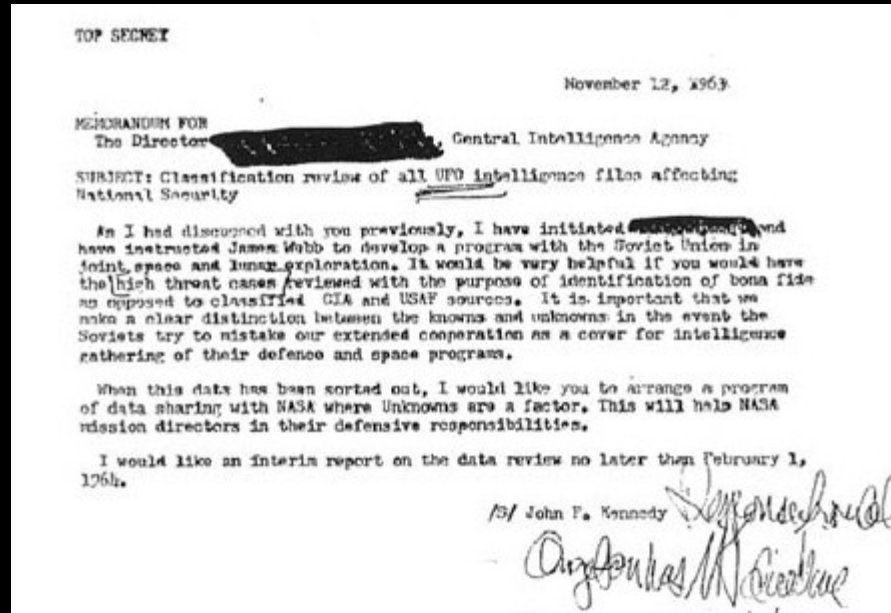 TOP SECRET
November 12, 1963
MEMORANDUM FOR
The Director Central Intelligence Agency
SUBJECT: Classification review of all UFO intelligence files affecting
National Security
As I had discussed with you previously, I have initiated and
have instructed James Webb to develop a program with the Soviet Union in
joint space and lunar exploration. It would be very helpful if you would have
the high threat cases reviewed with the purpose of identification of bona fide
as opposed to classified CIA and USAF sources. It is important that we
make a clear distinction between the knowns and unknowns in the event the
Soviets try to mistake our extended cooperation as a cover for intelligence
gathering of their defence and space programs.
When this data has been sorted out, I would like you to arrange a program
of data sharing with NASA where Unknowns are a factor. This will help NASA
mission directors in their defensive responsibilities.
I would like an interim report on the data review no later than February 1,
1964.
/S/ John F. Kennedy